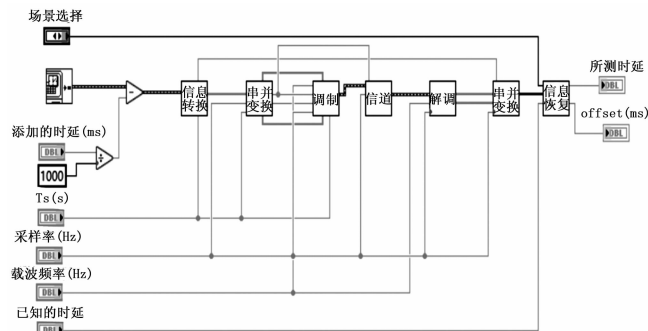 场景选择
所测时延
DBL
信息
转换
串并
变换
调制
信道
解调
串并
变换
信息
恢复
offset(ms)
DBL
添加的时延(ms)
DBL
1000
Ts(s)
DBL
采样率(Hz)
DBL
载波频率(Hz)
DBL
已知的时延
DBL